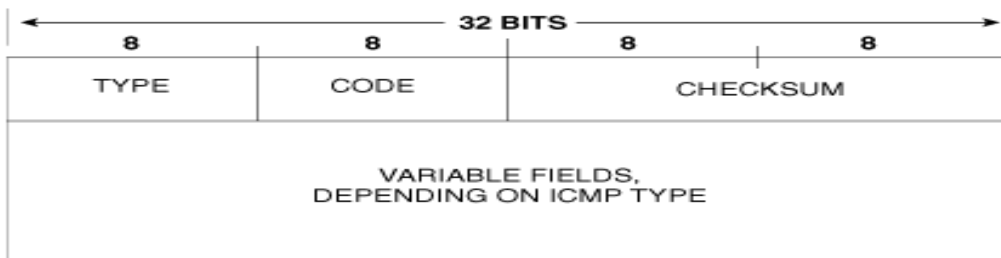 32 BITS
8 8 8 8
TYPE CODE CHECKSUM
VARIABLE FIELDS,
DEPENDING ON ICMP TYPE